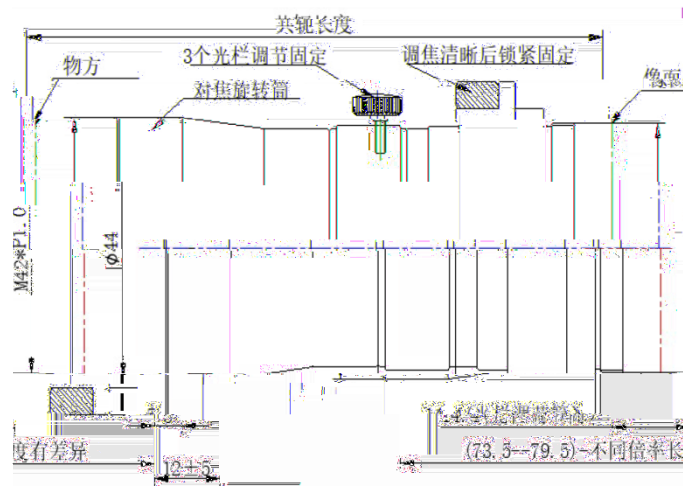 共轭长度
3个光栏调节固定
调焦清晰后锁紧固定
物方
像面
对焦旋转筒
M42*P1.0
ϕ44
度有差异
12±5
(73.5--79.5)-不同倍率长